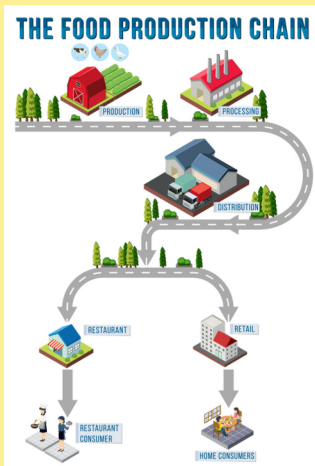 THE FOOD PRODUCTION CHAIN
PRODUCTION
PROCESSING
DISTRIBUTION
RESTAURANT
RETAIL
RESTAURANT
CONSUMER
HOME CONSUMERS